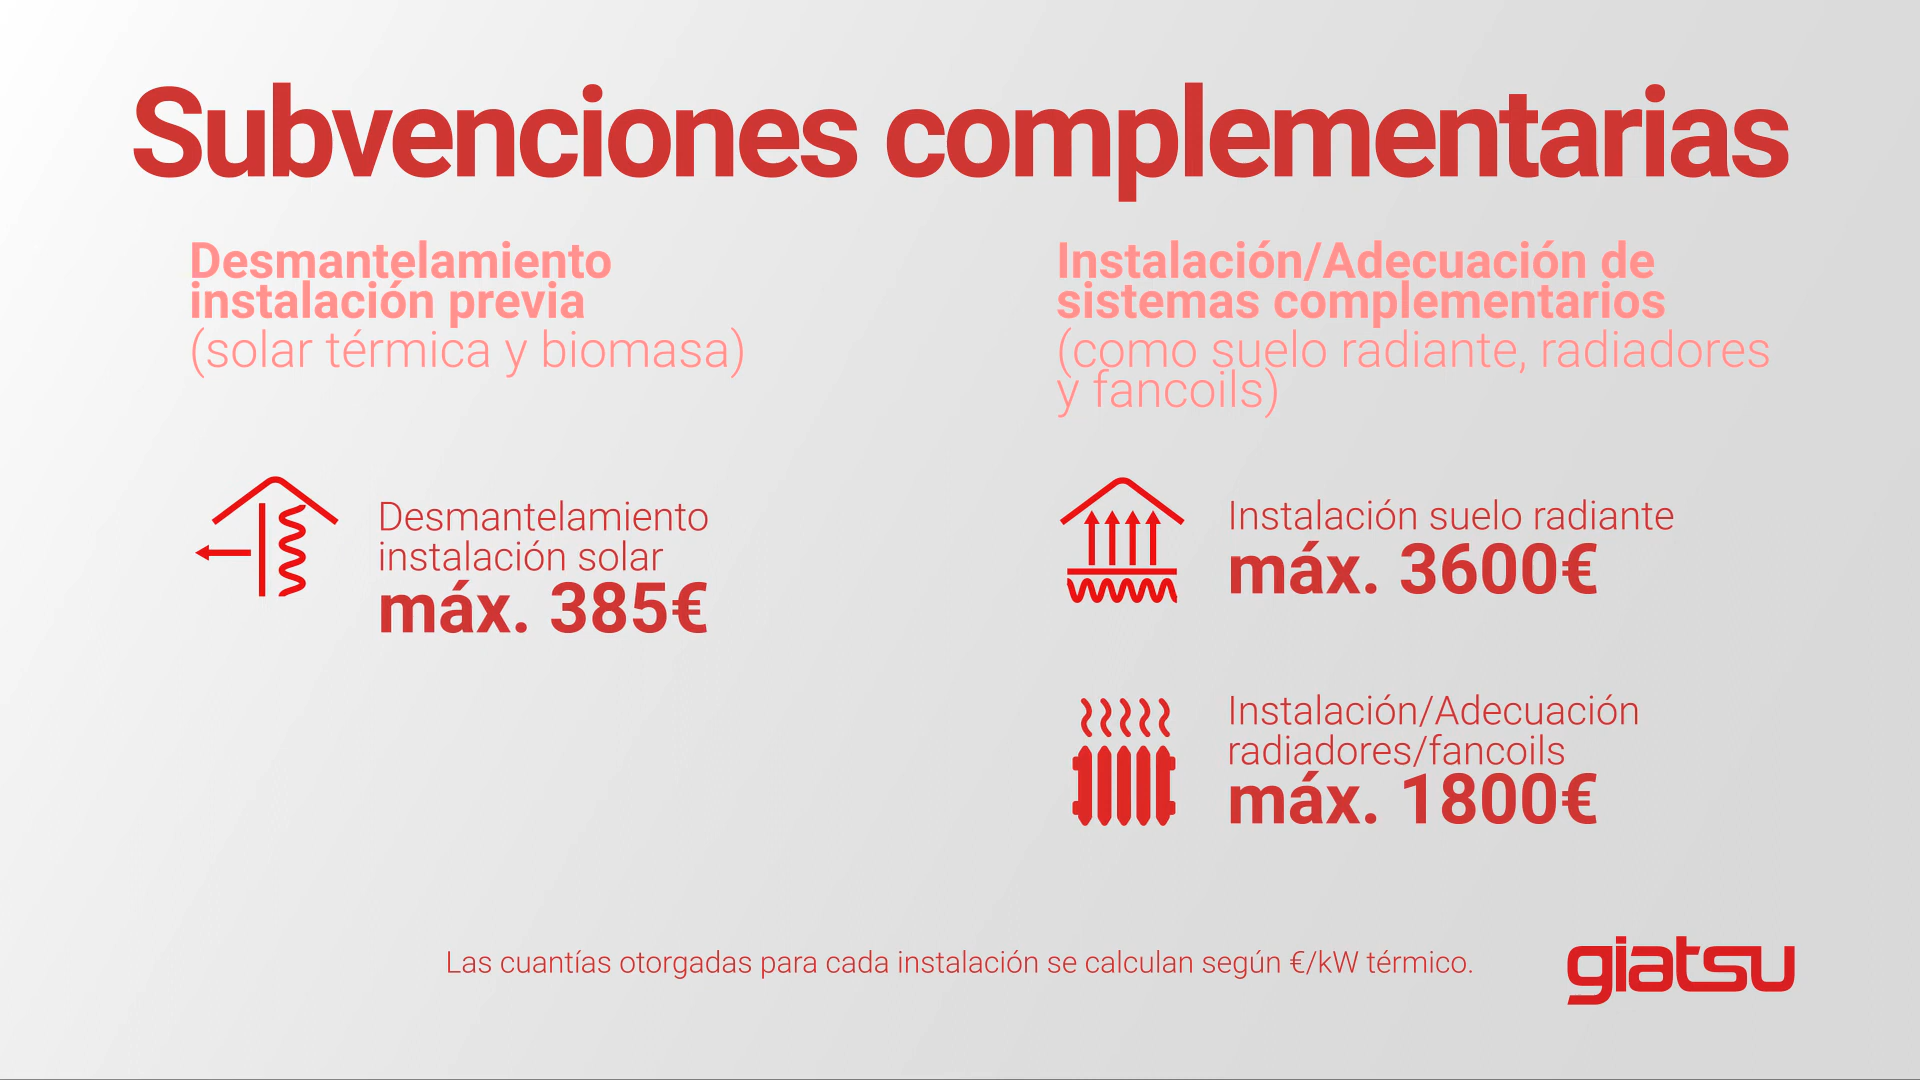 Subvenciones complementarias
Desmantelamiento
instalación previa
(solar térmica y biomasa)
Desmantelamiento
instalación solar
máx. 385€
Instalación/Adecuación de
sistemas complementarios
(como suelo radiante, radiadores
y fancoils)
Instalación suelo radiante
máx. 3600€
Instalación/Adecuación
radiadores/fancoils
máx. 1800€
Las cuantías otorgadas para cada instalación se calculan según €/kW térmico.
giatsu